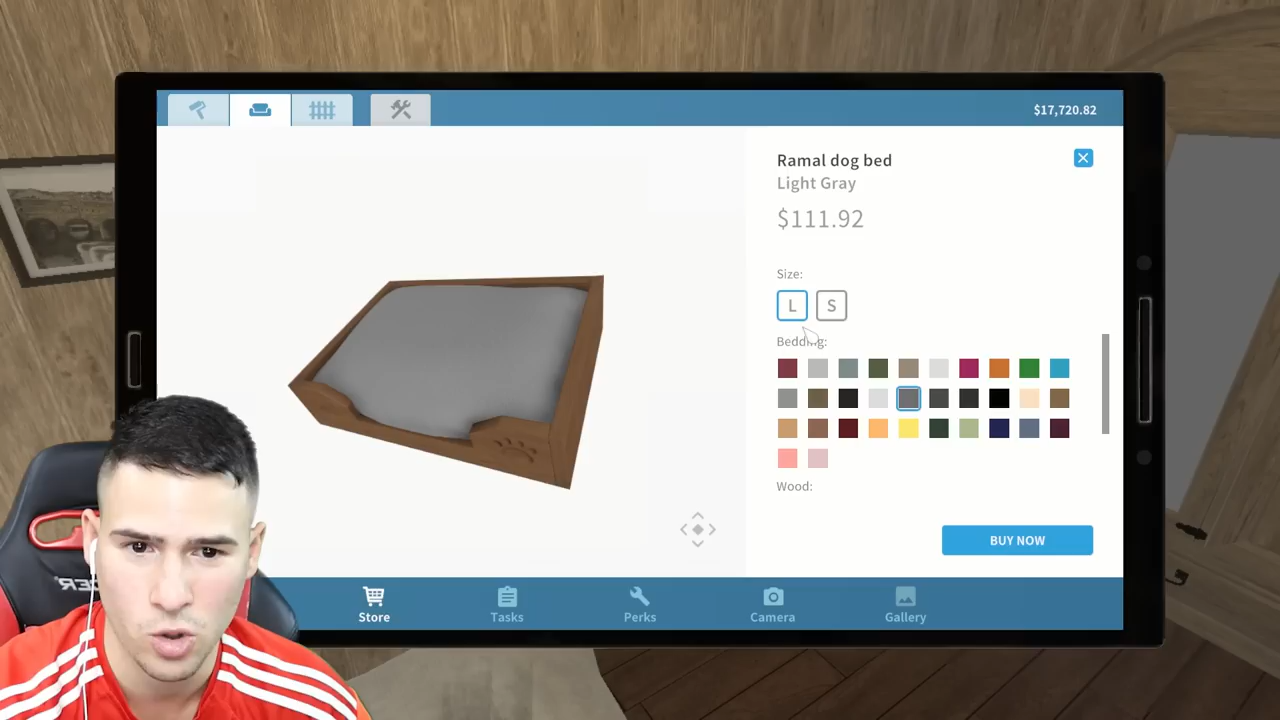 $17,720.82
Ramal dog bed
Light Gray
$111.92
Size:
L S
Bedding:
Wood:
BUY NOW
Store Tasks Perks Camera Gallery